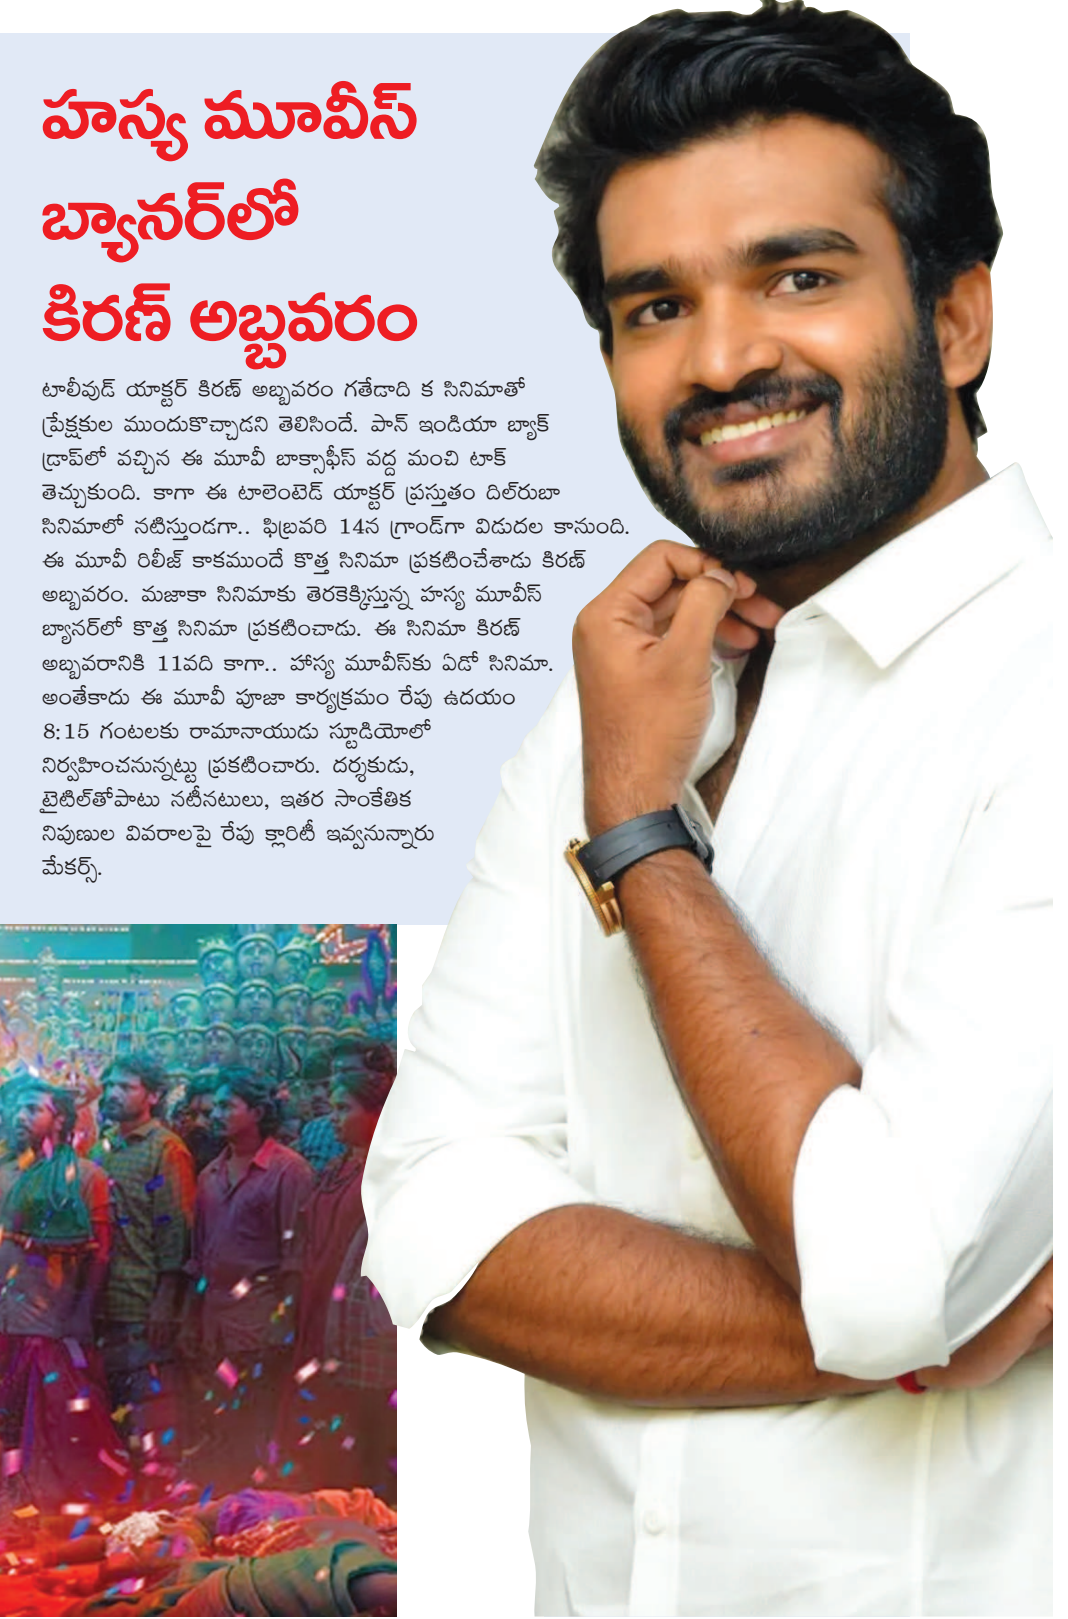 హస్య మూవీస్
బ్యానర్‌లో
కిరణ్ అబ్బవరం
టాలీవుడ్ యాక్టర్ కిరణ్ అబ్బవరం గతేడాది క సినిమాతో
ప్రేక్షకుల ముందుకొచ్చాడని తెలిసిందే. పాన్ ఇండియా బ్యాక్
డ్రాప్‌లో వచ్చిన ఈ మూవీ బాక్సాఫీస్ వద్ద మంచి టాక్
తెచ్చుకుంది. కాగా ఈ టాలెంటెడ్ యాక్టర్ ప్రస్తుతం దిల్‌రుబా
సినిమాలో నటిస్తుండగా.. ఫిబ్రవరి 14న గ్రాండ్‌గా విడుదల కానుంది.
ఈ మూవీ రిలీజ్ కాకముందే కొత్త సినిమా ప్రకటించేశాడు కిరణ్
అబ్బవరం. మజాకా సినిమాకు తెరకెక్కిస్తున్న హస్య మూవీస్
బ్యానర్‌లో కొత్త సినిమా ప్రకటించాడు. ఈ సినిమా కిరణ్
అబ్బవరానికి 11వది కాగా.. హాస్య మూవీస్‌కు ఏడో సినిమా.
అంతేకాదు ఈ మూవీ పూజా కార్యక్రమం రేపు ఉదయం
8:15 గంటలకు రామానాయుడు స్టూడియోలో
నిర్వహించనున్నట్టు ప్రకటించారు. దర్శకుడు,
టైటిల్‌తోపాటు నటీనటులు, ఇతర సాంకేతిక
నిపుణుల వివరాలపై రేపు క్లారిటీ ఇవ్వనున్నారు
మేకర్స్.